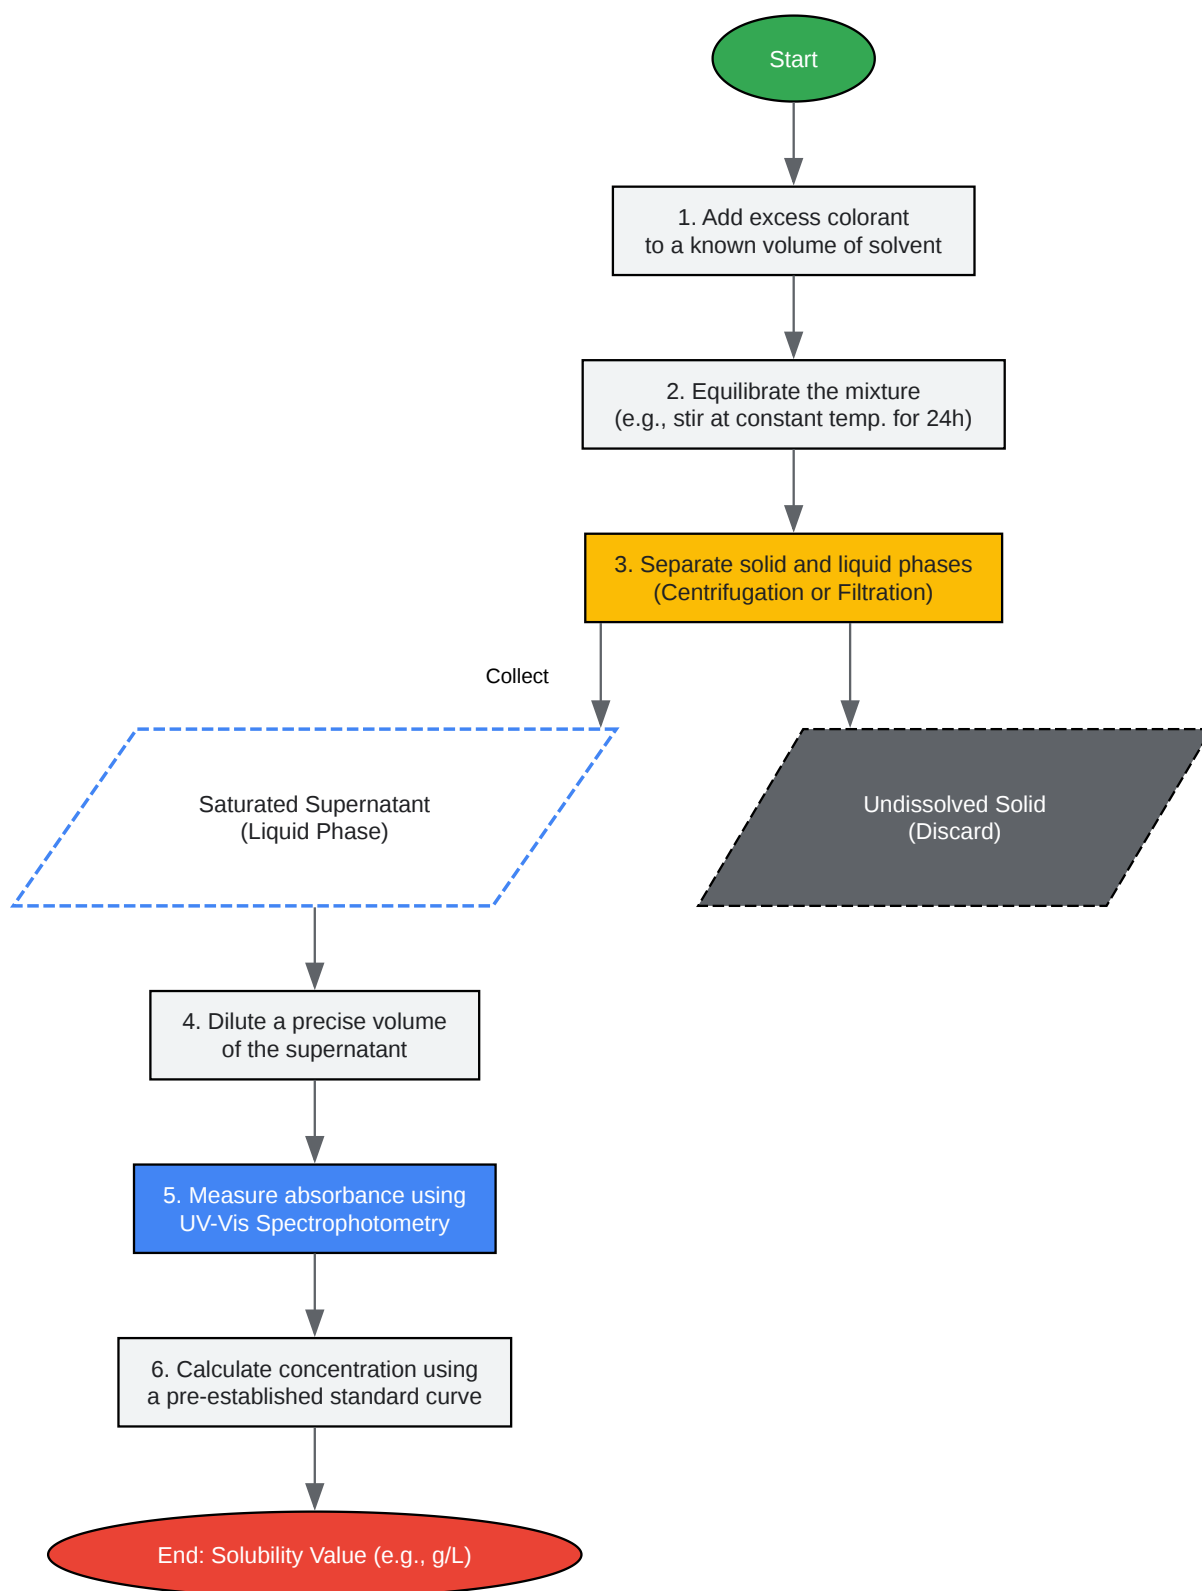 Start
1. Add excess colorant
to a known volume of solvent
2. Equilibrate the mixture
(e.g., stir at constant temp. for 24h)
3. Separate solid and liquid phases
(Centrifugation or Filtration)
Collect
Saturated Supernatant
(Liquid Phase)
Undissolved Solid
(Discard)
4. Dilute a precise volume
of the supernatant
5. Measure absorbance using
UV-Vis Spectrophotometry
6. Calculate concentration using
a pre-established standard curve
End: Solubility Value (e.g., g/L)